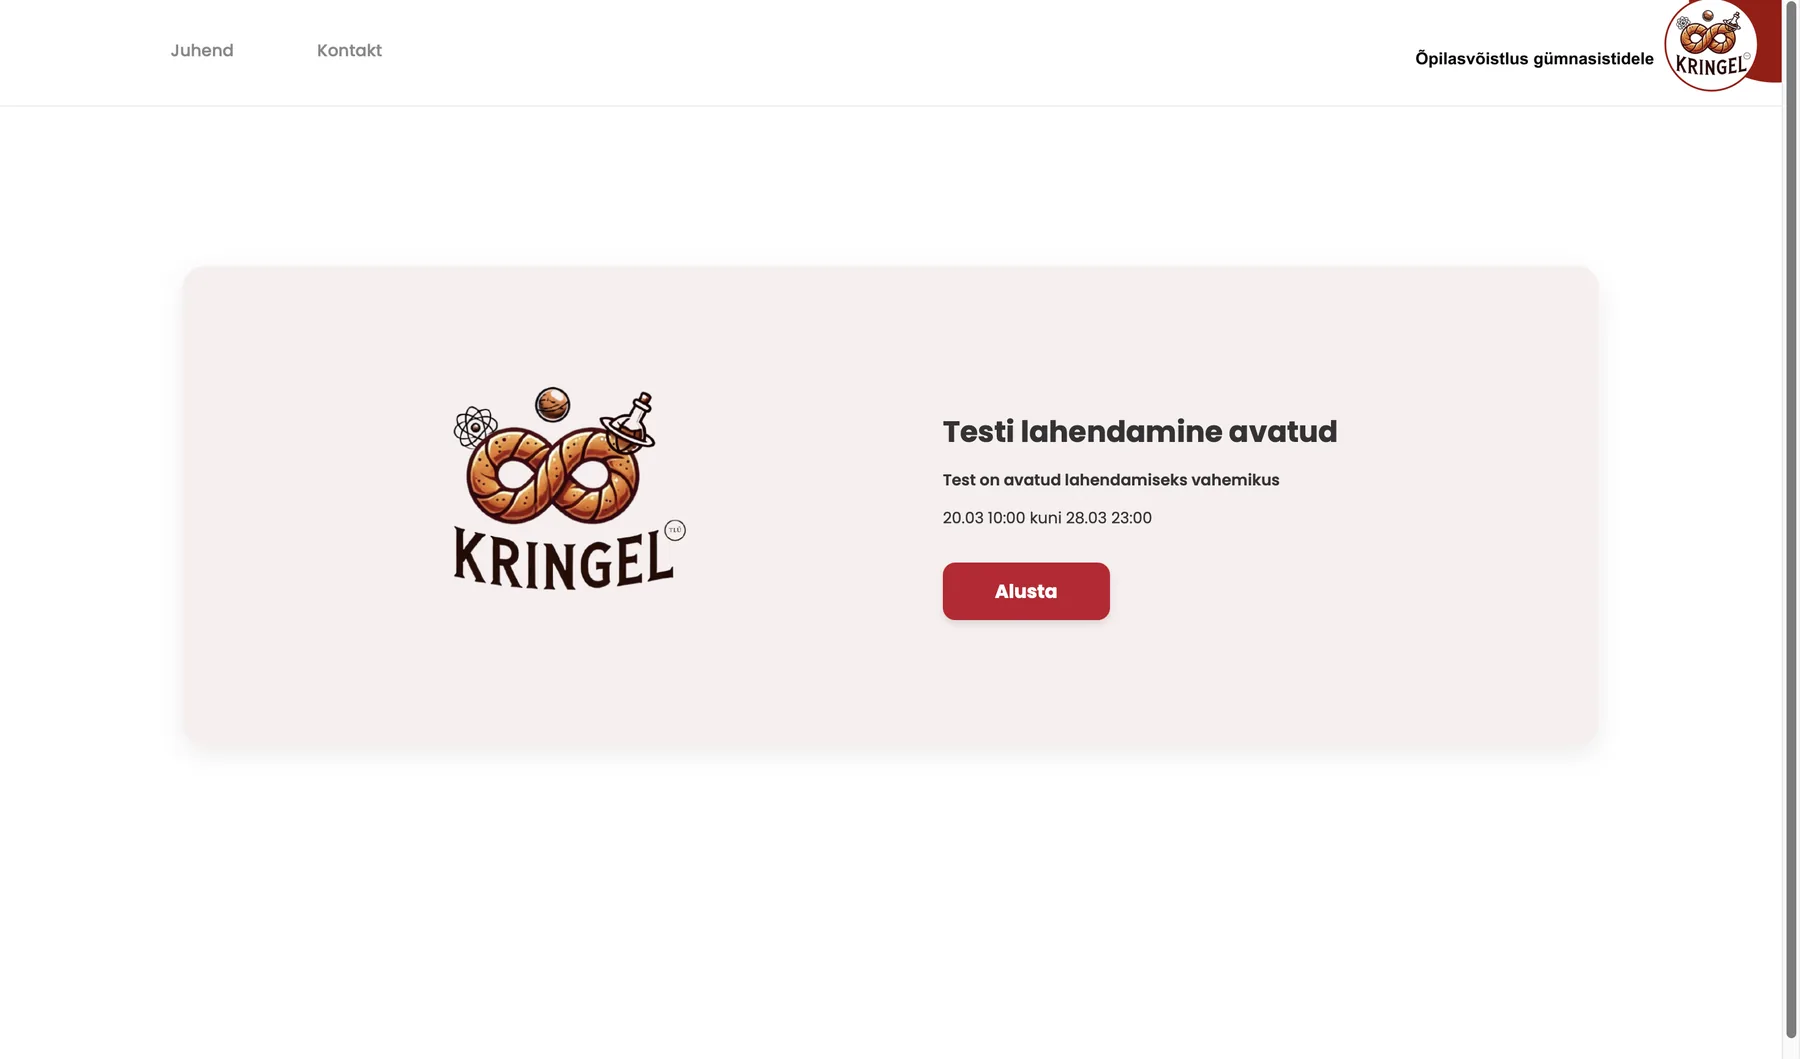 Juhend
Kontakt
Õpilasvõistlus gümnasistidele
KRINGEL
TLÜ
KRINGEL
Testi lahendamine avatud
Test on avatud lahendamiseks vahemikus
20.03 10:00 kuni 28.03 23:00
Alusta